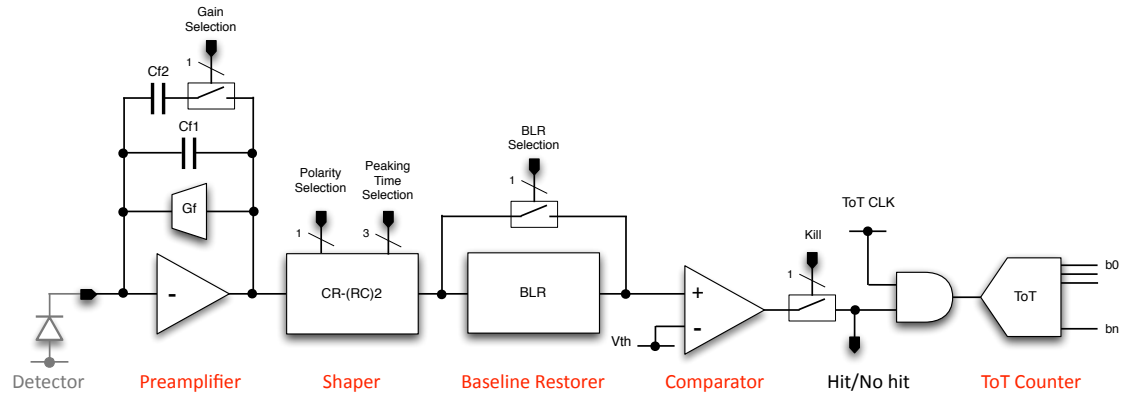 Gain
Selection
1
Cf2
Cf1
Gf
-
Polarity
Selection
1
Peaking
Time
Selection
3
CR-(RC)2
BLR
Selection
1
BLR
+
-
Vth
Kill
1
ToT CLK
ToT
b0
bn
Detector
Preamplifier
Shaper
Baseline Restorer
Comparator
Hit/No hit
ToT Counter